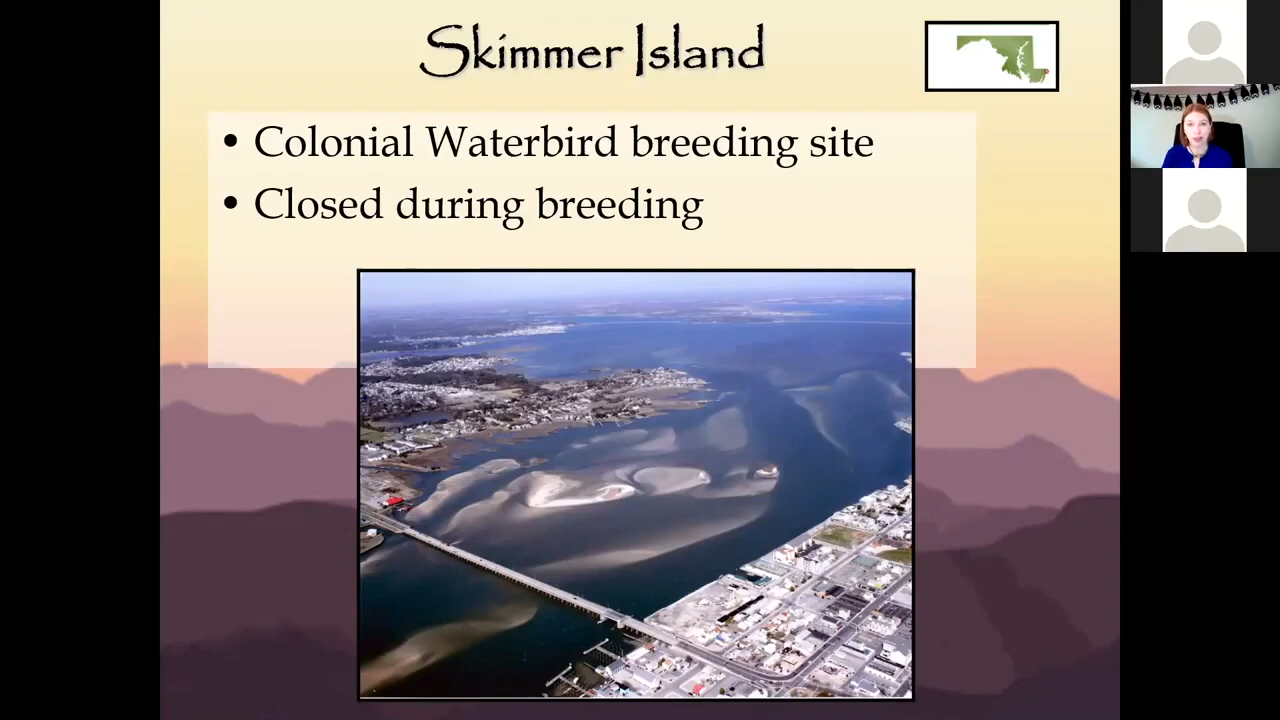 Skimmer Island
• Colonial Waterbird breeding site
• Closed during breeding